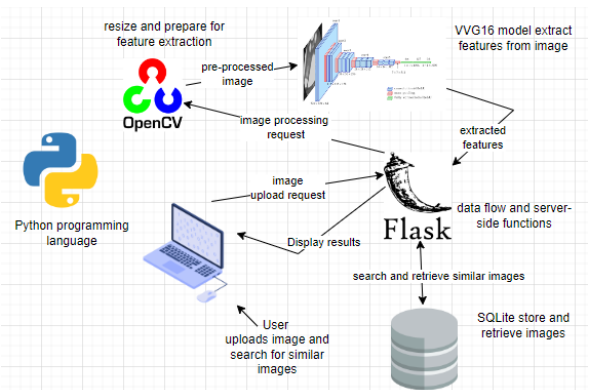 resize and prepare for
feature extraction
VVG16 model extract
features from image
pre-processed
image
OpenCV
image processing
request
extracted
features
Python programming
language
image
upload request
Flask
data flow and server-
side functions
Display results
search and retrieve similar images
User
uploads image and
search for similar
images
SQLite store and
retrieve images